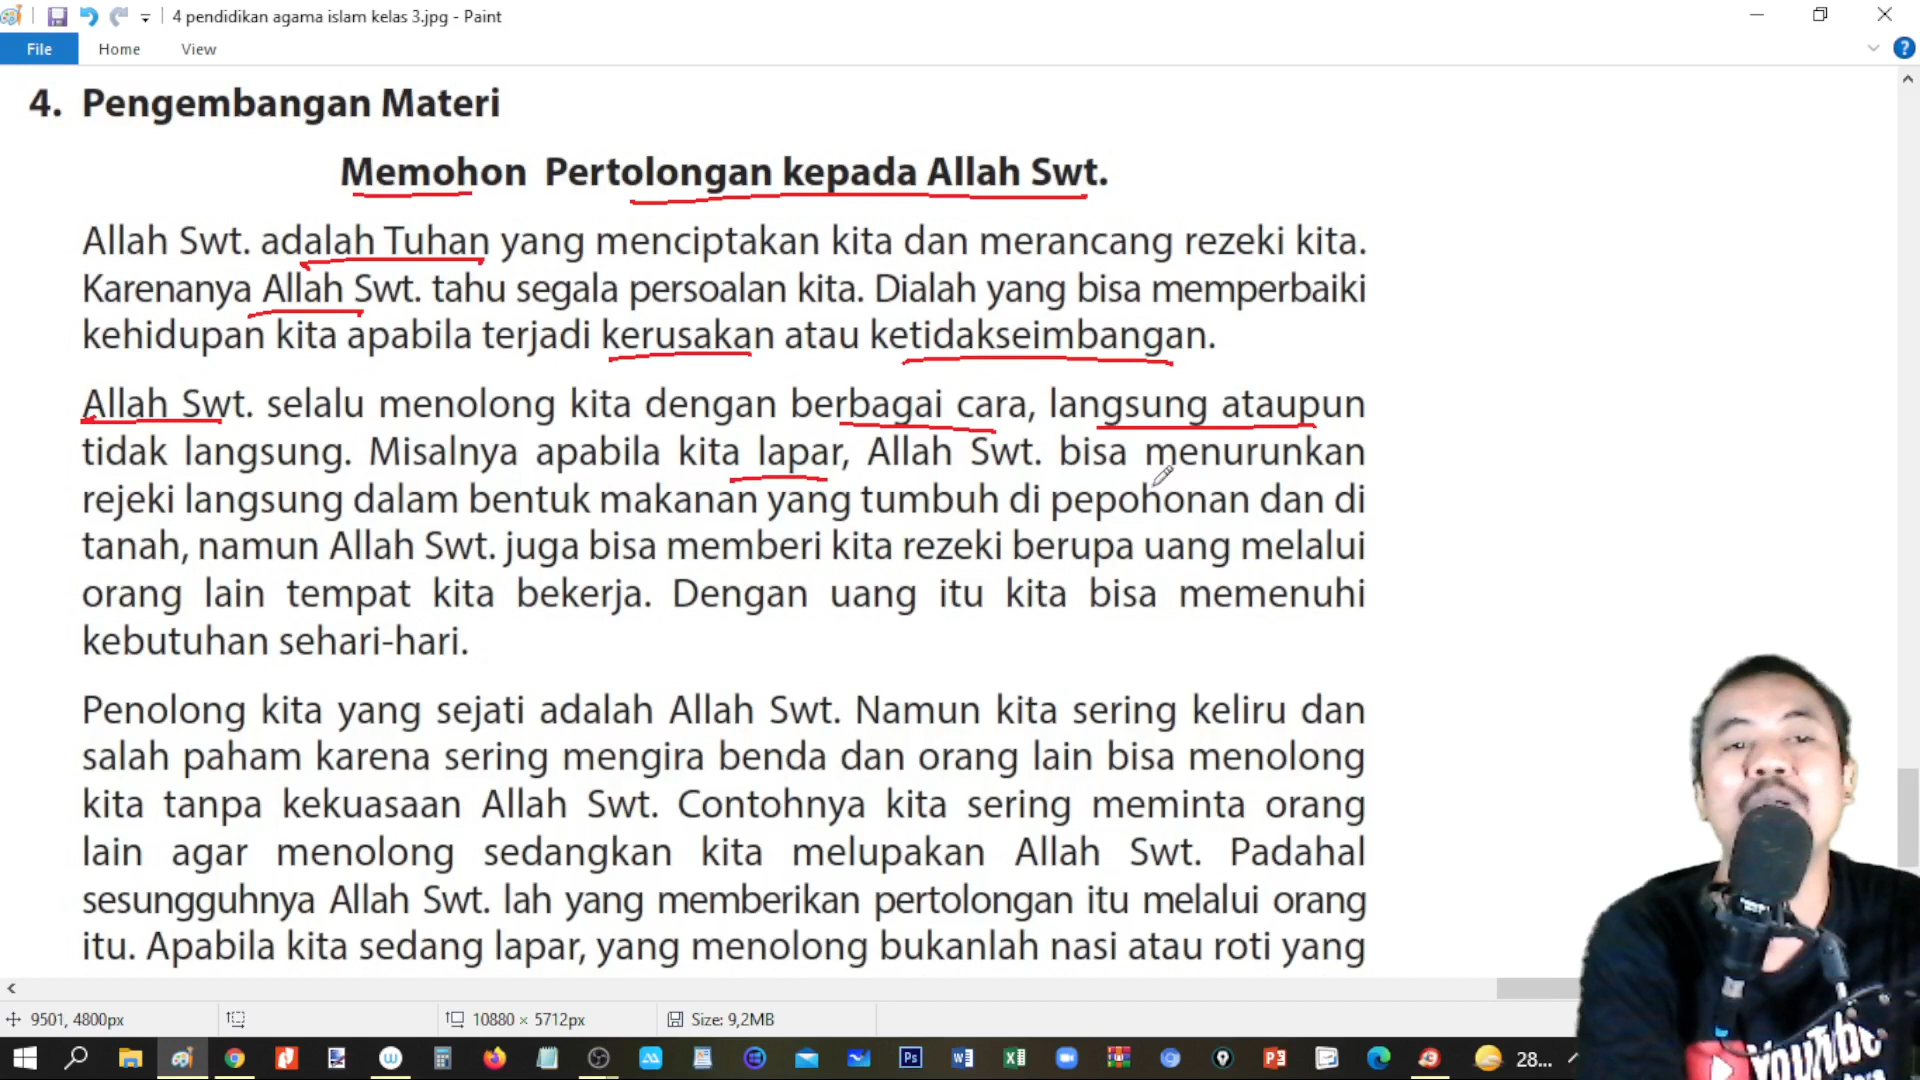 4 pendidikan agama islam kelas 3.jpg - Paint
File Home View
4. Pengembangan Materi
Memohon Pertolongan kepada Allah Swt.
Allah Swt. adalah Tuhan yang menciptakan kita dan merancang rezeki kita.
Karenanya Allah Swt. tahu segala persoalan kita. Dialah yang bisa memperbaiki
kehidupan kita apabila terjadi kerusakan atau ketidakseimbangan.
Allah Swt. selalu menolong kita dengan berbagai cara, langsung ataupun
tidak langsung. Misalnya apabila kita lapar, Allah Swt. bisa menurunkan
rejeki langsung dalam bentuk makanan yang tumbuh di pepohonan dan di
tanah, namun Allah Swt. juga bisa memberi kita rezeki berupa uang melalui
orang lain tempat kita bekerja. Dengan uang itu kita bisa memenuhi
kebutuhan sehari-hari.
Penolong kita yang sejati adalah Allah Swt. Namun kita sering keliru dan
salah paham karena sering mengira benda dan orang lain bisa menolong
kita tanpa kekuasaan Allah Swt. Contohnya kita sering meminta orang
lain agar menolong sedangkan kita melupakan Allah Swt. Padahal
sesungguhnya Allah Swt. lah yang memberikan pertolongan itu melalui orang
itu. Apabila kita sedang lapar, yang menolong bukanlah nasi atau roti yang
9501, 4800px
10880 × 5712px
Size: 9,2MB
28...
YouTube